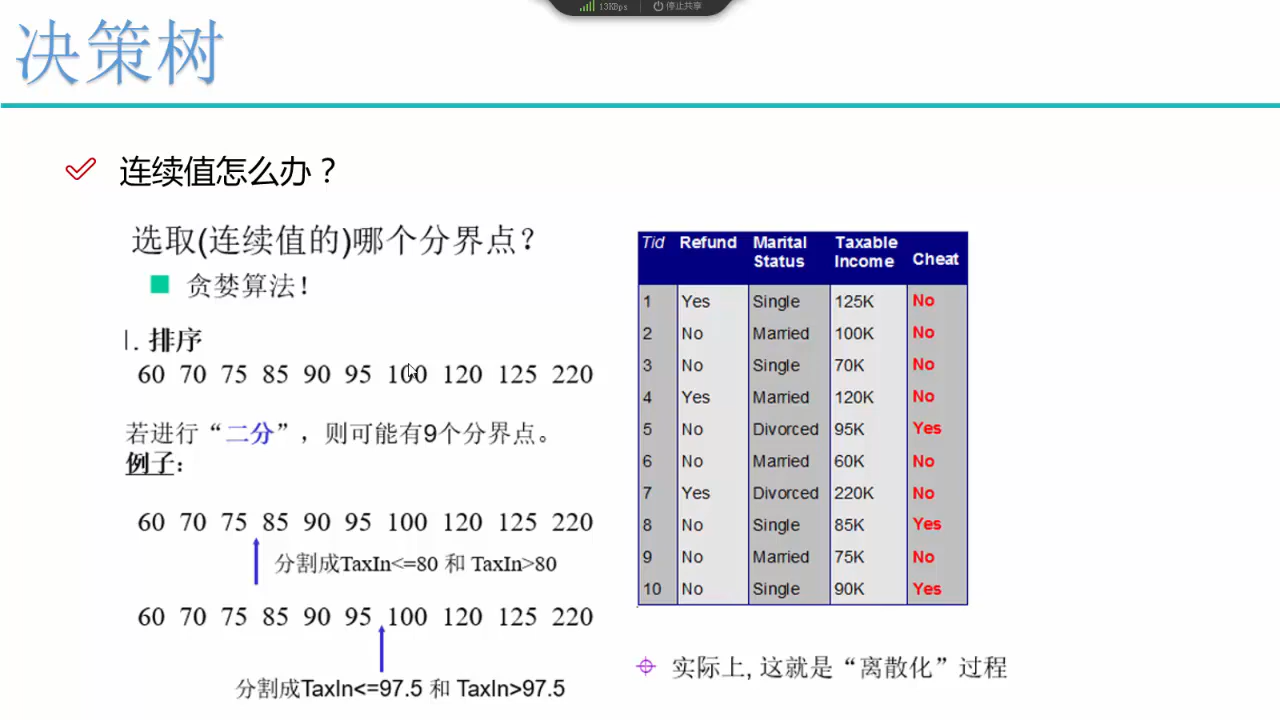 13KBps 停止共享
决策树
连续值怎么办？
选取(连续值的)哪个分界点?
贪婪算法!
1. 排序
60 70 75 85 90 95 100 120 125 220
若进行“二分”，则可能有9个分界点。
例子:
60 70 75 85 90 95 100 120 125 220
分割成TaxIn<=80 和 TaxIn>80
60 70 75 85 90 95 100 120 125 220
分割成TaxIn<=97.5 和 TaxIn>97.5
Tid Refund Marital Status Taxable Income Cheat
1 Yes Single 125K No
2 No Married 100K No
3 No Single 70K No
4 Yes Married 120K No
5 No Divorced 95K Yes
6 No Married 60K No
7 Yes Divorced 220K No
8 No Single 85K Yes
9 No Married 75K No
10 No Single 90K Yes
实际上, 这就是“离散化”过程